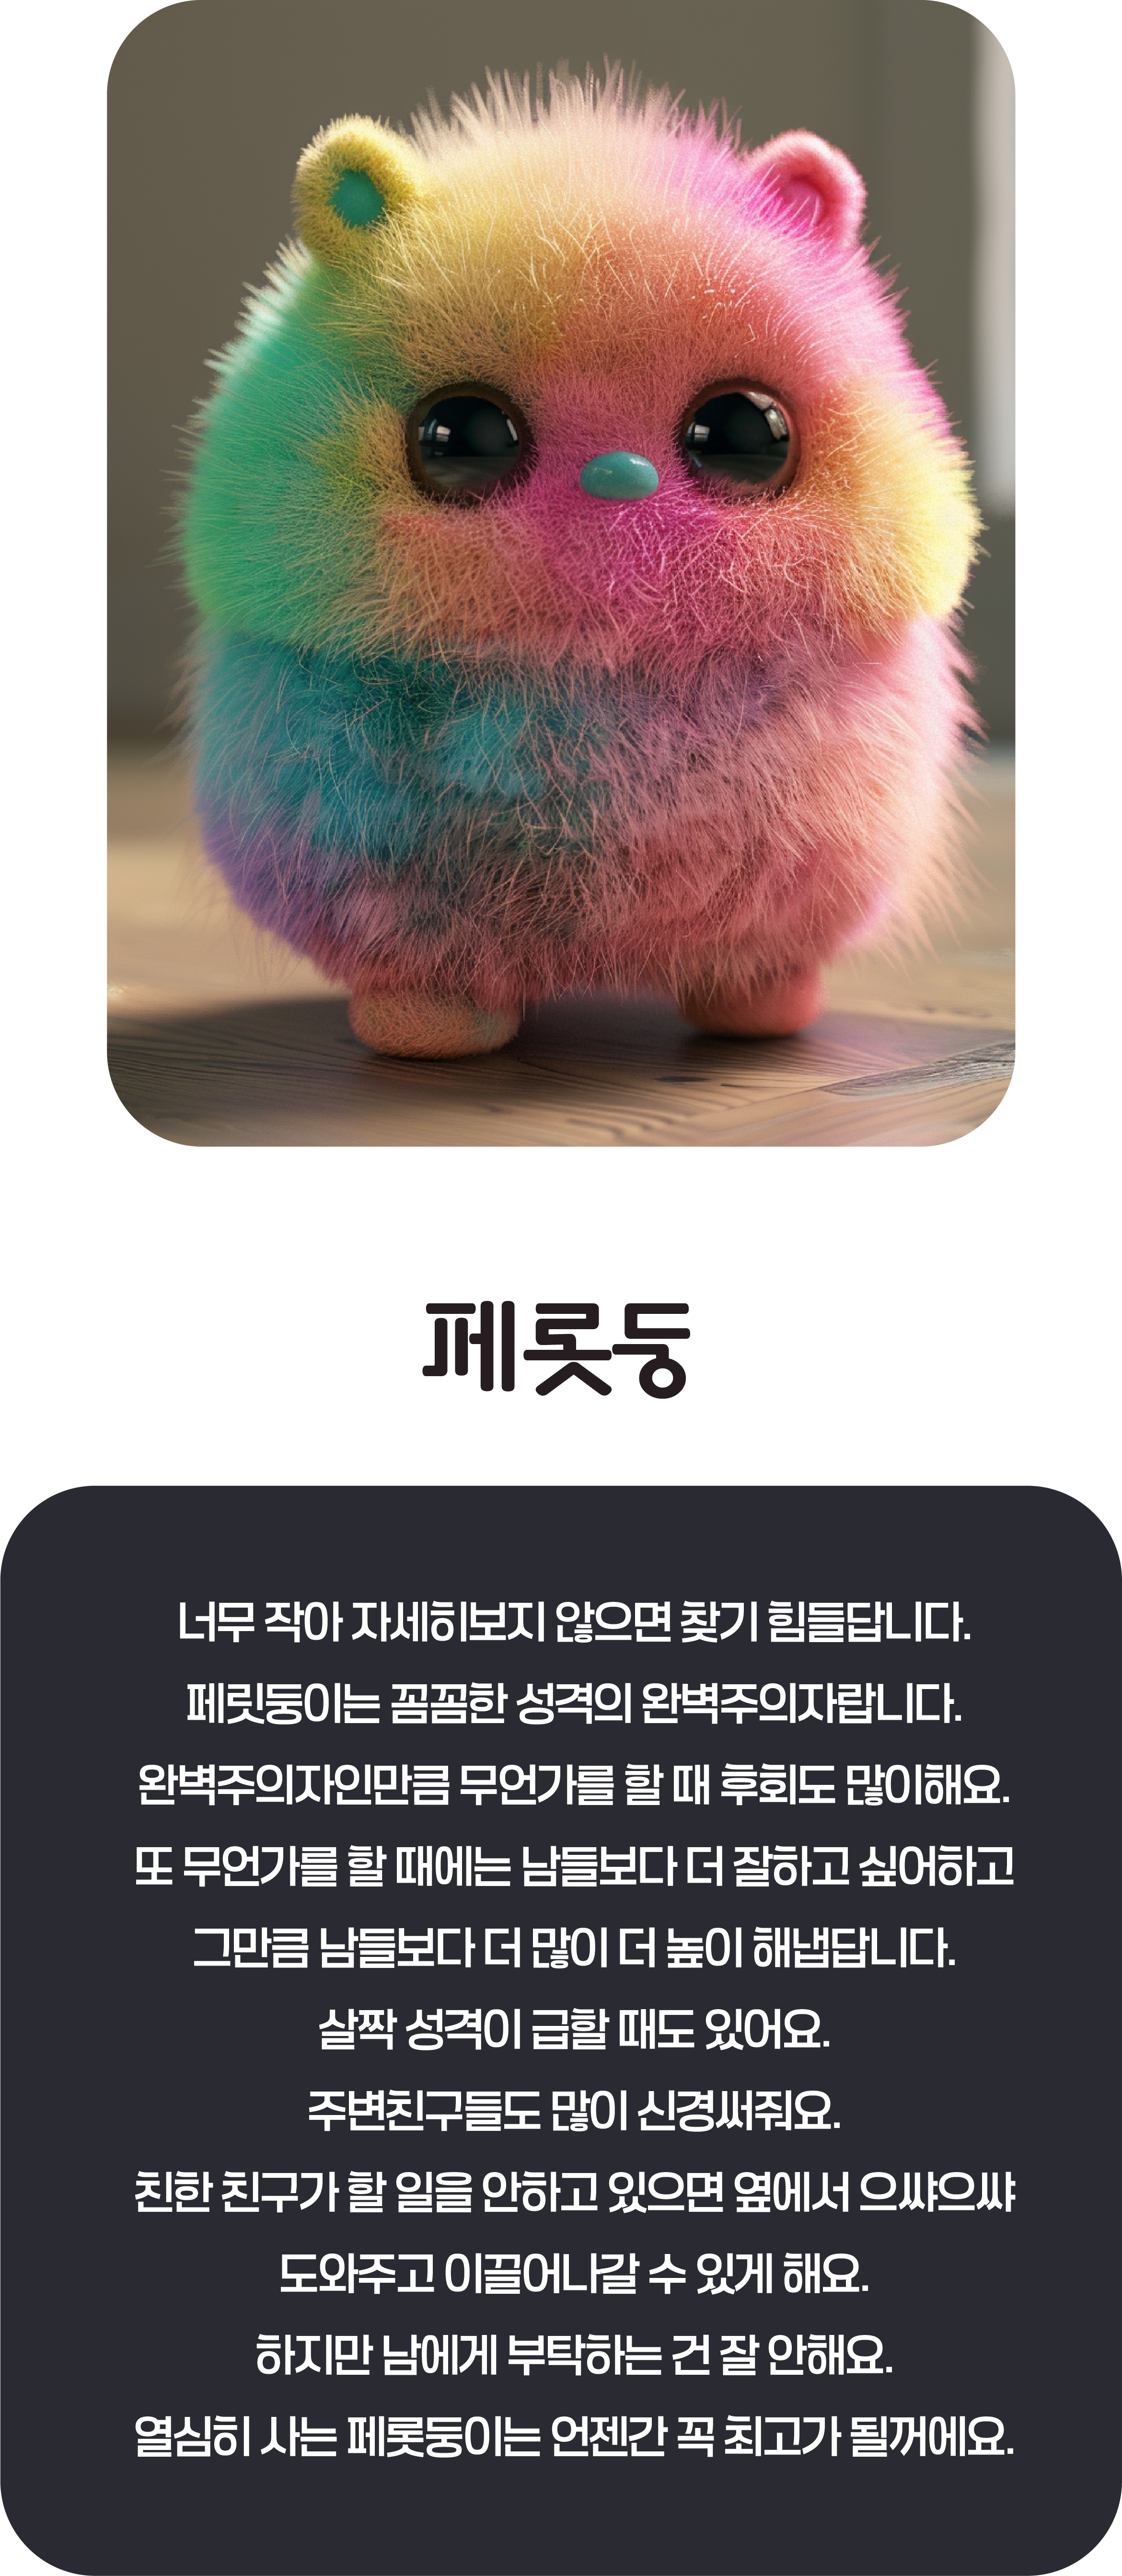 페롯둥
너무 작아 자세히보지 않으면 찾기 힘들답니다.
페릿둥이는 꼼꼼한 성격의 완벽주의자랍니다.
완벽주의자인만큼 무언가를 할 때 후회도 많이해요.
또 무언가를 할 때에는 남들보다 더 잘하고 싶어하고
그만큼 남들보다 더 많이 더 높이 해냅답니다.
살짝 성격이 급할 때도 있어요.
주변친구들도 많이 신경써줘요.
친한 친구가 할 일을 안하고 있으면 옆에서 으쌰으쌰
도와주고 이끌어나갈 수 있게 해요.
하지만 남에게 부탁하는 건 잘 안해요.
열심히 사는 페롯둥이는 언젠간 꼭 최고가 될꺼에요.